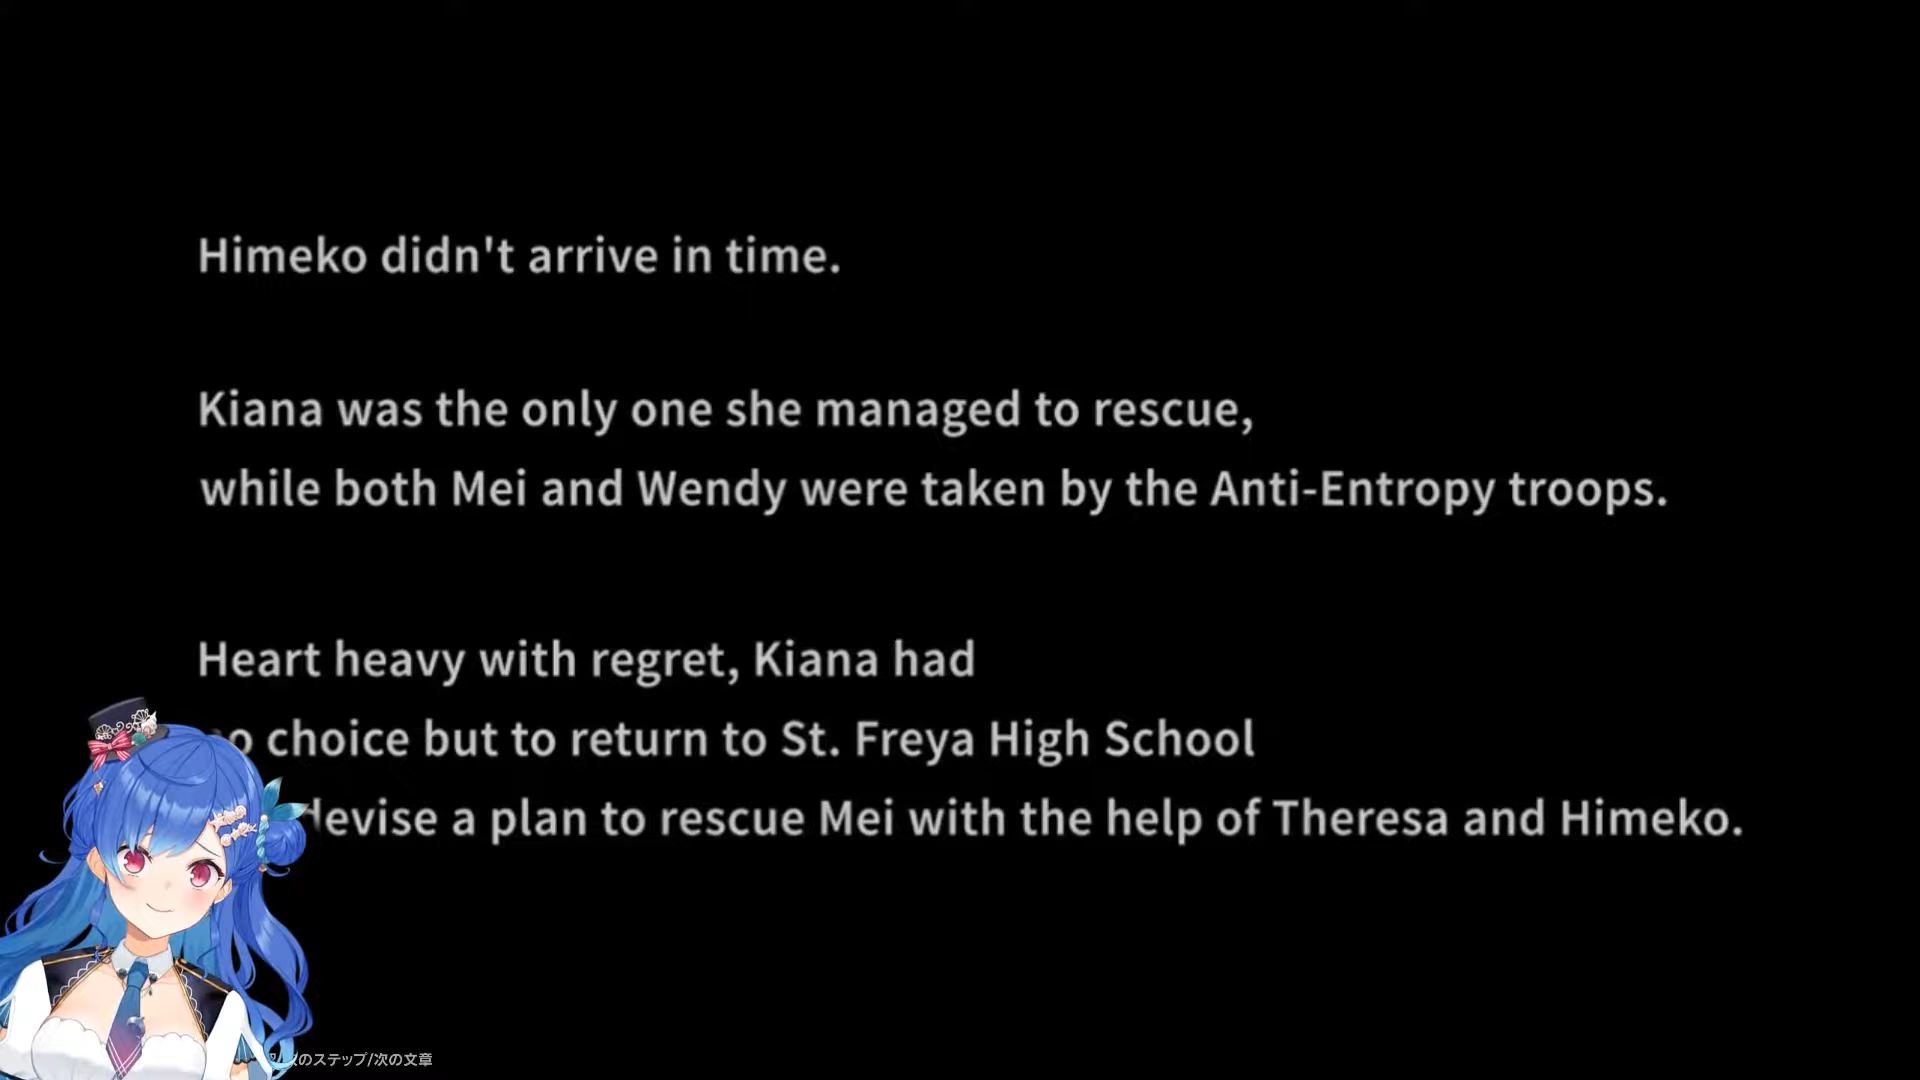 Himeko didn't arrive in time.
Kiana was the only one she managed to rescue,
while both Mei and Wendy were taken by the Anti-Entropy troops.
Heart heavy with regret, Kiana had
choice but to return to St. Freya High School
devise a plan to rescue Mei with the help of Theresa and Himeko.
のステップ/次の文章